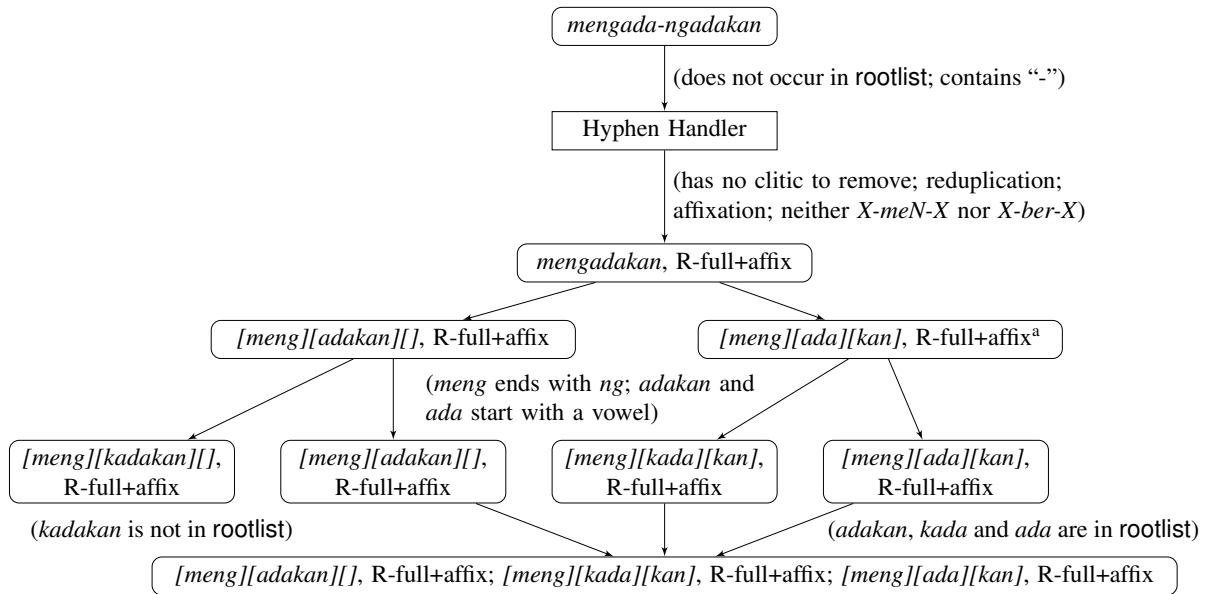 mengada-ngadakan
(does not occur in rootlist; contains “-”)
Hyphen Handler
(has no clitic to remove; reduplication;
affixation; neither X-meN-X nor X-ber-X)
mengadakan, R-full+affix
[meng][adakan][], R-full+affix
[meng][ada][kan], R-full+affixᵃ
(meng ends with ng; adakan and
ada start with a vowel)
[meng][kadakan][],
R-full+affix
[meng][adakan][],
R-full+affix
[meng][kada][kan],
R-full+affix
[meng][ada][kan],
R-full+affix
(kadakan is not in rootlist)
(adakan, kada and ada are in rootlist)
[meng][adakan][], R-full+affix; [meng][kada][kan], R-full+affix; [meng][ada][kan], R-full+affix